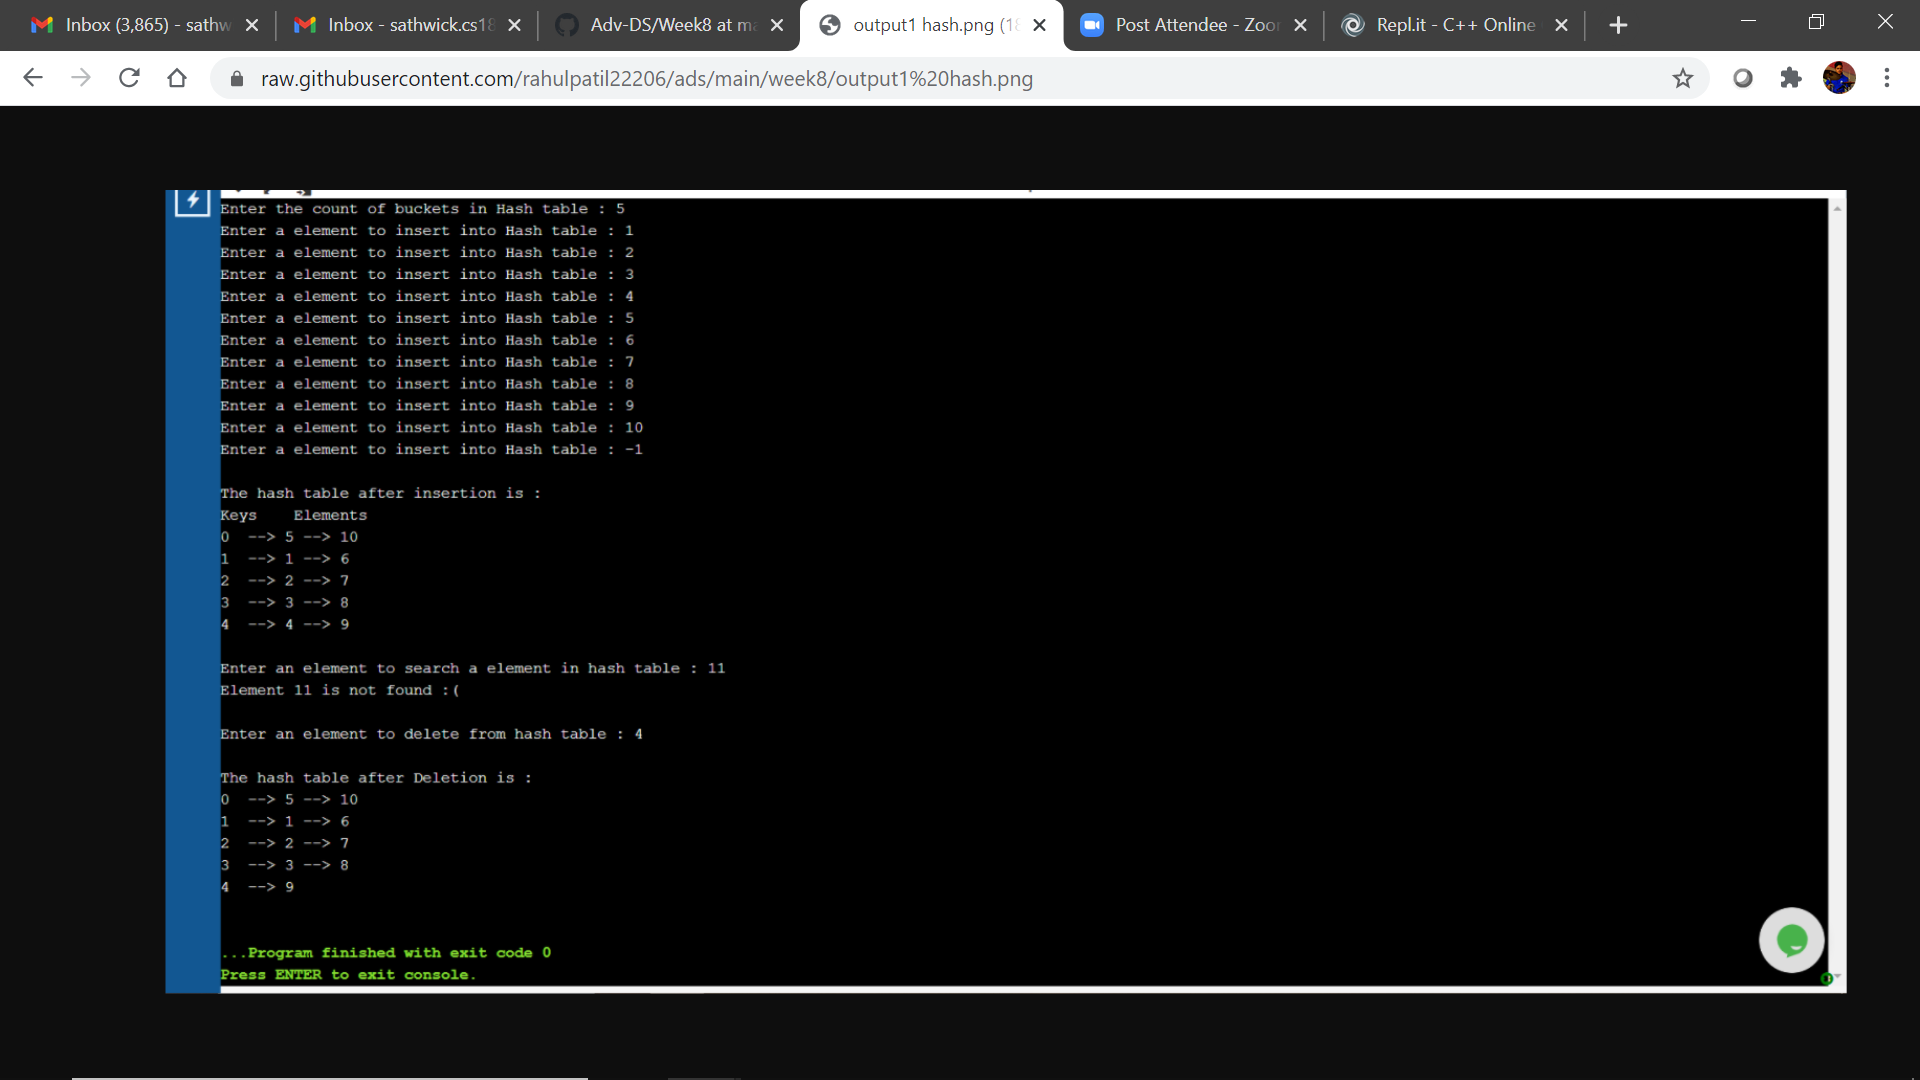 Inbox (3,865) - sathw
Inbox - sathwick.cs18
Adv-DS/Week8 at ma
output1 hash.png (18
Post Attendee - Zoom
Repl.it - C++ Online
raw.githubusercontent.com/rahulpatil22206/ads/main/week8/output1%20hash.png
Enter the count of buckets in Hash table : 5
Enter a element to insert into Hash table : 1
Enter a element to insert into Hash table : 2
Enter a element to insert into Hash table : 3
Enter a element to insert into Hash table : 4
Enter a element to insert into Hash table : 5
Enter a element to insert into Hash table : 6
Enter a element to insert into Hash table : 7
Enter a element to insert into Hash table : 8
Enter a element to insert into Hash table : 9
Enter a element to insert into Hash table : 10
Enter a element to insert into Hash table : -1
The hash table after insertion is :
Keys    Elements
0  --> 5 --> 10
1  --> 1 --> 6
2  --> 2 --> 7
3  --> 3 --> 8
4  --> 4 --> 9
Enter an element to search a element in hash table : 11
Element 11 is not found :(
Enter an element to delete from hash table : 4
The hash table after Deletion is :
0  --> 5 --> 10
1  --> 1 --> 6
2  --> 2 --> 7
3  --> 3 --> 8
4  --> 9
...Program finished with exit code 0
Press ENTER to exit console.